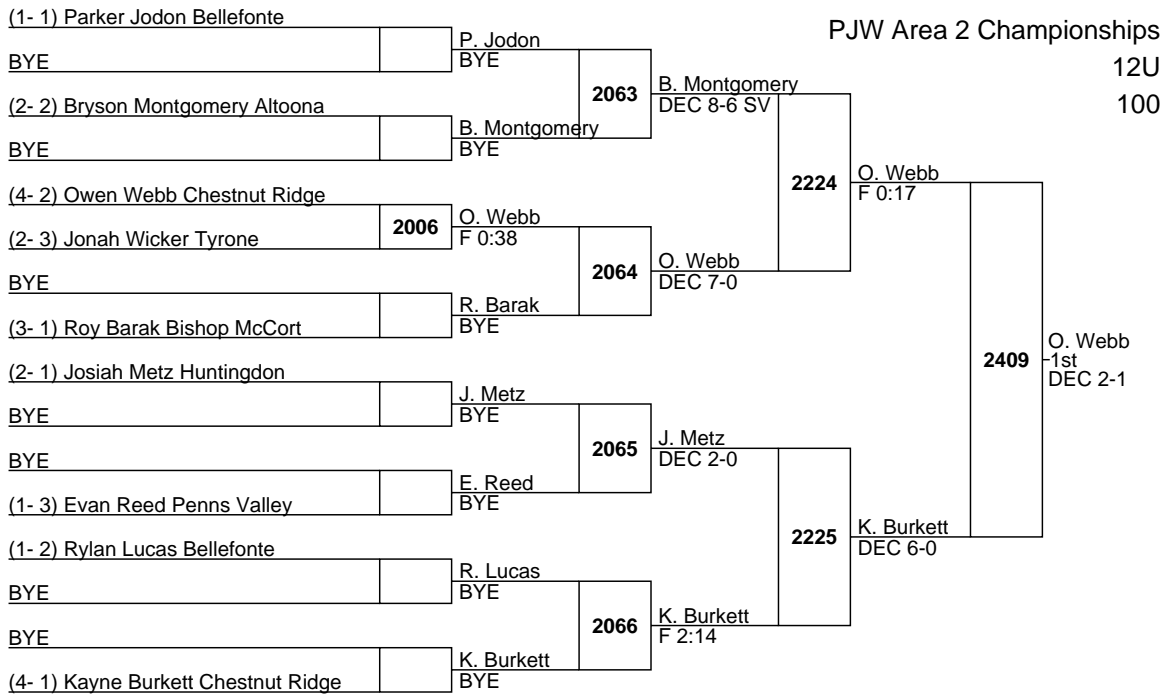 PJW Area 2 Championships
12U
100
(1- 1) Parker Jodon Bellefonte
BYE
(2- 2) Bryson Montgomery Altoona
BYE
(4- 2) Owen Webb Chestnut Ridge
(2- 3) Jonah Wicker Tyrone
BYE
(3- 1) Roy Barak Bishop McCort
(2- 1) Josiah Metz Huntingdon
BYE
BYE
(1- 3) Evan Reed Penns Valley
(1- 2) Rylan Lucas Bellefonte
BYE
BYE
(4- 1) Kayne Burkett Chestnut Ridge
2006
P. Jodon
BYE
B. Montgomery
BYE
O. Webb
F 0:38
R. Barak
BYE
J. Metz
BYE
E. Reed
BYE
R. Lucas
BYE
K. Burkett
BYE
2063
2064
2065
2066
B. Montgomery
DEC 8-6 SV
O. Webb
DEC 7-0
J. Metz
DEC 2-0
K. Burkett
F 2:14
2224
2225
O. Webb
F 0:17
K. Burkett
DEC 6-0
2409
O. Webb
1st
DEC 2-1